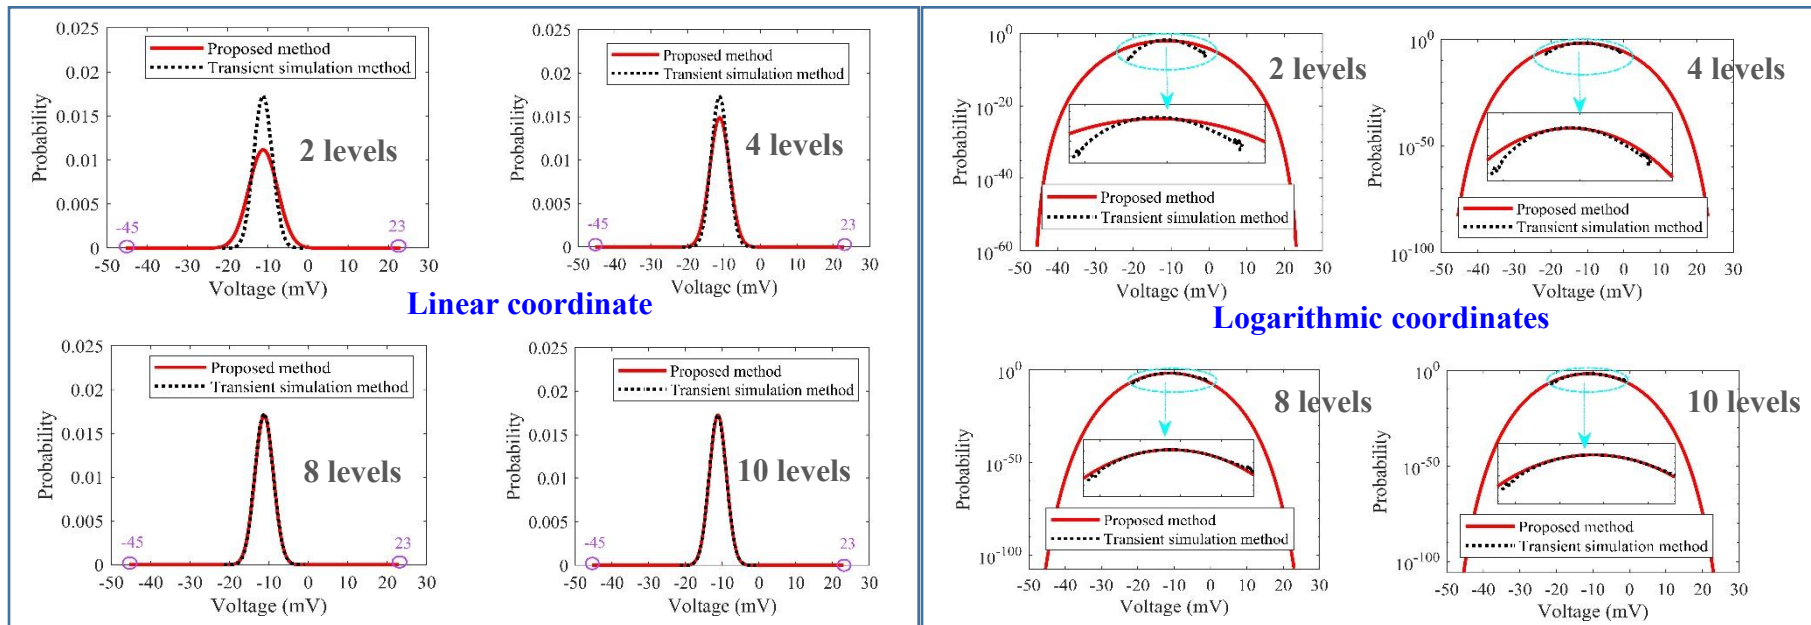 0.025
0.02
0.015
0.01
0.005
0
Probability
Proposed method
Transient simulation method
2 levels
-45
23
-50 -40 -30 -20 -10 0 10 20 30
Voltage (mV)
0.025
0.02
0.015
0.01
0.005
0
Probability
Proposed method
Transient simulation method
4 levels
-45
23
-50 -40 -30 -20 -10 0 10 20 30
Voltage (mV)
Linear coordinate
0.025
0.02
0.015
0.01
0.005
0
Probability
Proposed method
Transient simulation method
8 levels
-45
23
-50 -40 -30 -20 -10 0 10 20 30
Voltage (mV)
0.025
0.02
0.015
0.01
0.005
0
Probability
Proposed method
Transient simulation method
10 levels
-45
23
-50 -40 -30 -20 -10 0 10 20 30
Voltage (mV)
10^0
10^-20
10^-40
10^-60
Probability
2 levels
Proposed method
Transient simulation method
-50 -40 -30 -20 -10 0 10 20 30
Voltage (mV)
10^0
10^-50
10^-100
Probability
4 levels
Proposed method
Transient simulation method
-50 -40 -30 -20 -10 0 10 20 30
Voltage (mV)
Logarithmic coordinates
10^0
10^-50
10^-100
Probability
8 levels
Proposed method
Transient simulation method
-50 -40 -30 -20 -10 0 10 20 30
Voltage (mV)
10^0
10^-50
10^-100
Probability
10 levels
Proposed method
Transient simulation method
-50 -40 -30 -20 -10 0 10 20 30
Voltage (mV)